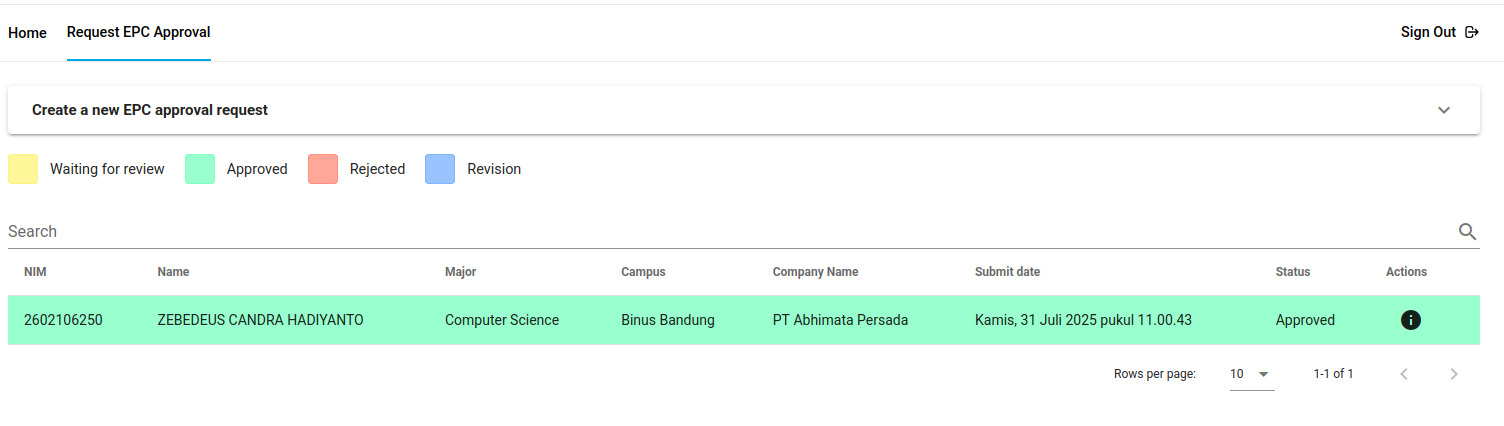 Home Request EPC Approval Sign Out
Create a new EPC approval request
Waiting for review Approved Rejected Revision
Search
NIM Name Major Campus Company Name Submit date Status Actions
2602106250 ZEBEDEUS CANDRA HADIYANTO Computer Science Binus Bandung PT Abhimata Persada Kamis, 31 Juli 2025 pukul 11.00.43 Approved
Rows per page: 10 1-1 of 1